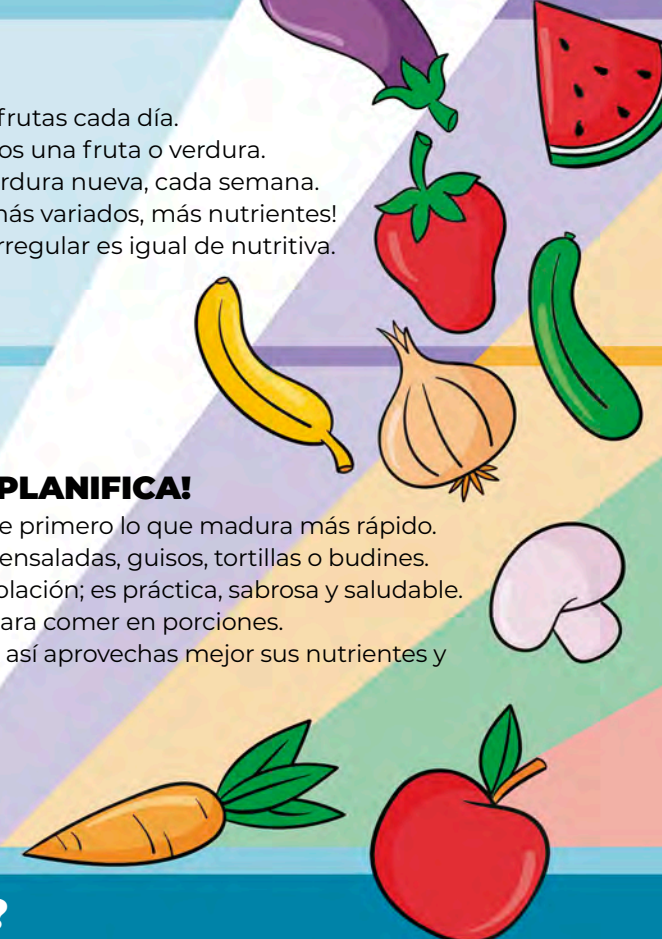 frutas cada día.
os una fruta o verdura.
rdura nueva, cada semana.
más variados, más nutrientes!
rregular es igual de nutritiva.
PLANIFICA!
e primero lo que madura más rápido.
ensaladas, guisos, tortillas o budines.
olación; es práctica, sabrosa y saludable.
ara comer en porciones.
así aprovechas mejor sus nutrientes y
?